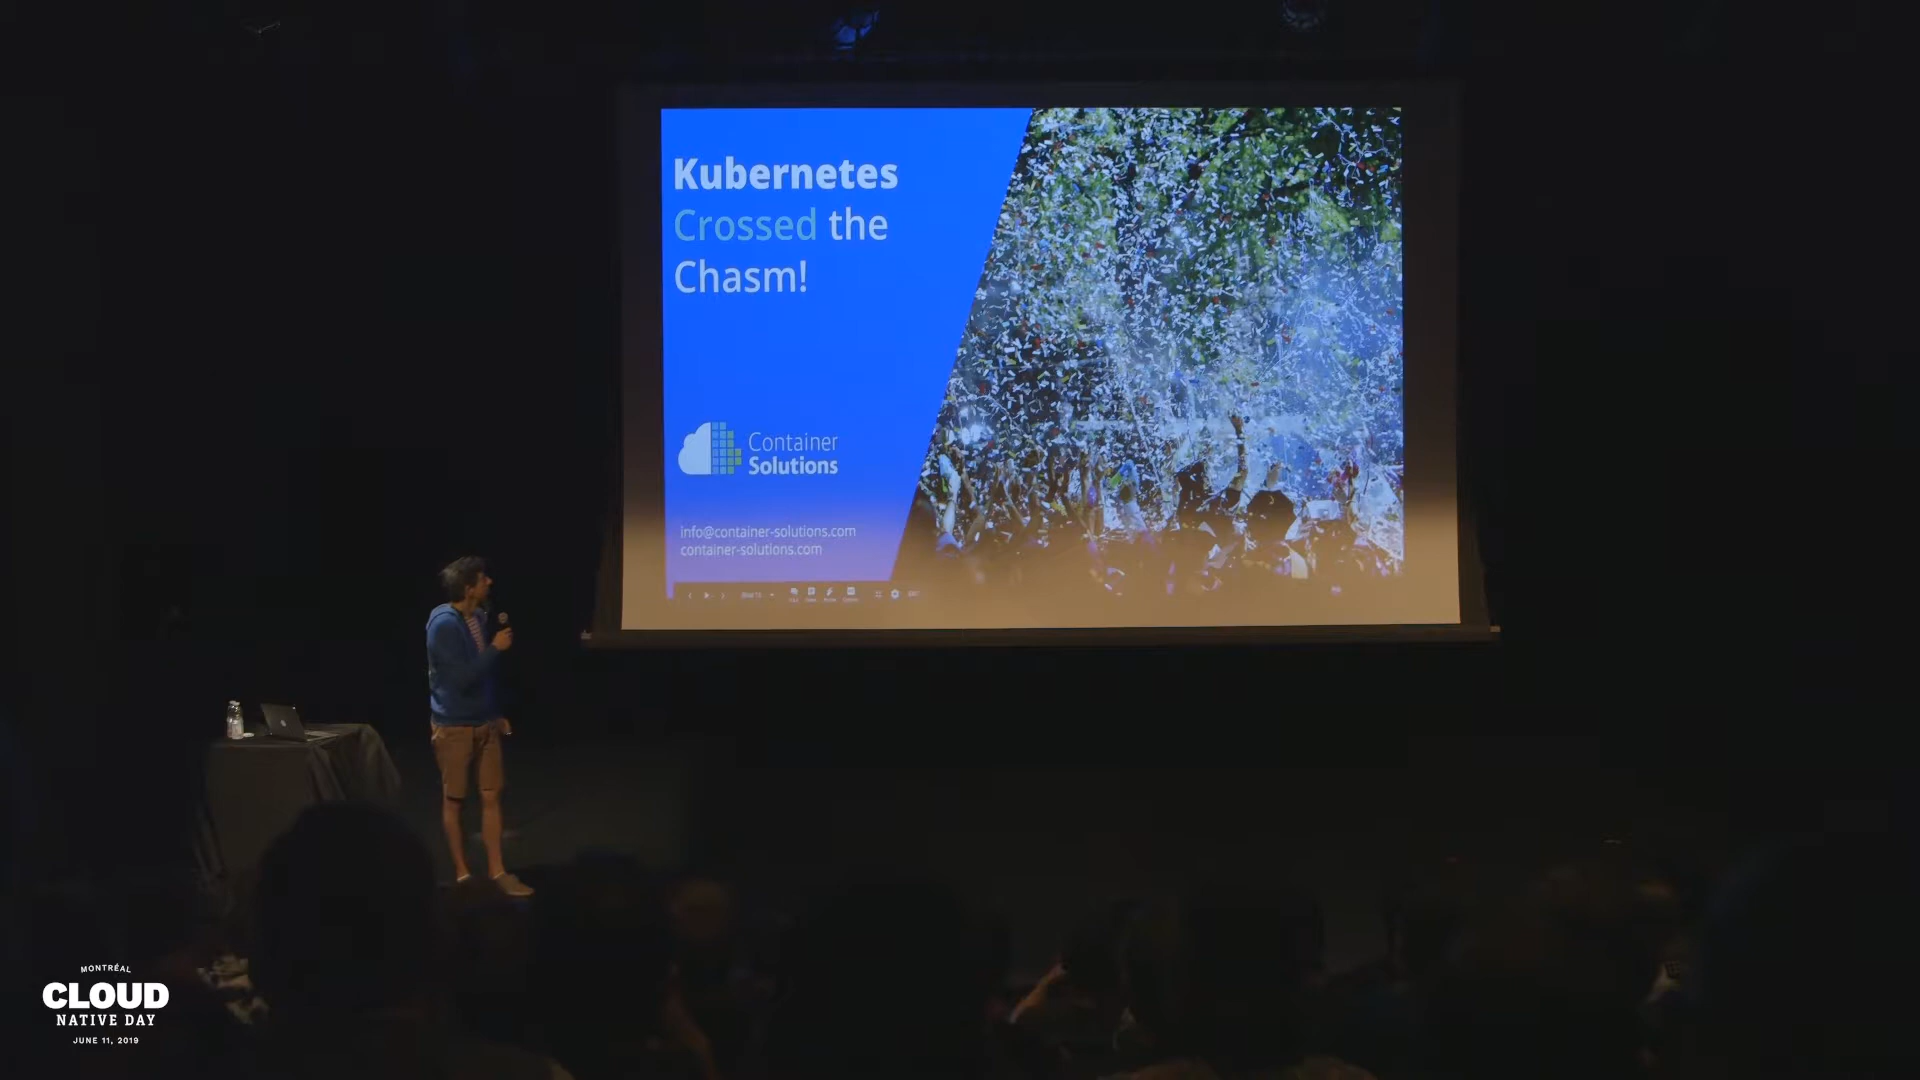 Kubernetes
Crossed the
Chasm!
Container
Solutions
info@container-solutions.com
container-solutions.com
MONTRÉAL
CLOUD
NATIVE DAY
JUNE 11, 2019